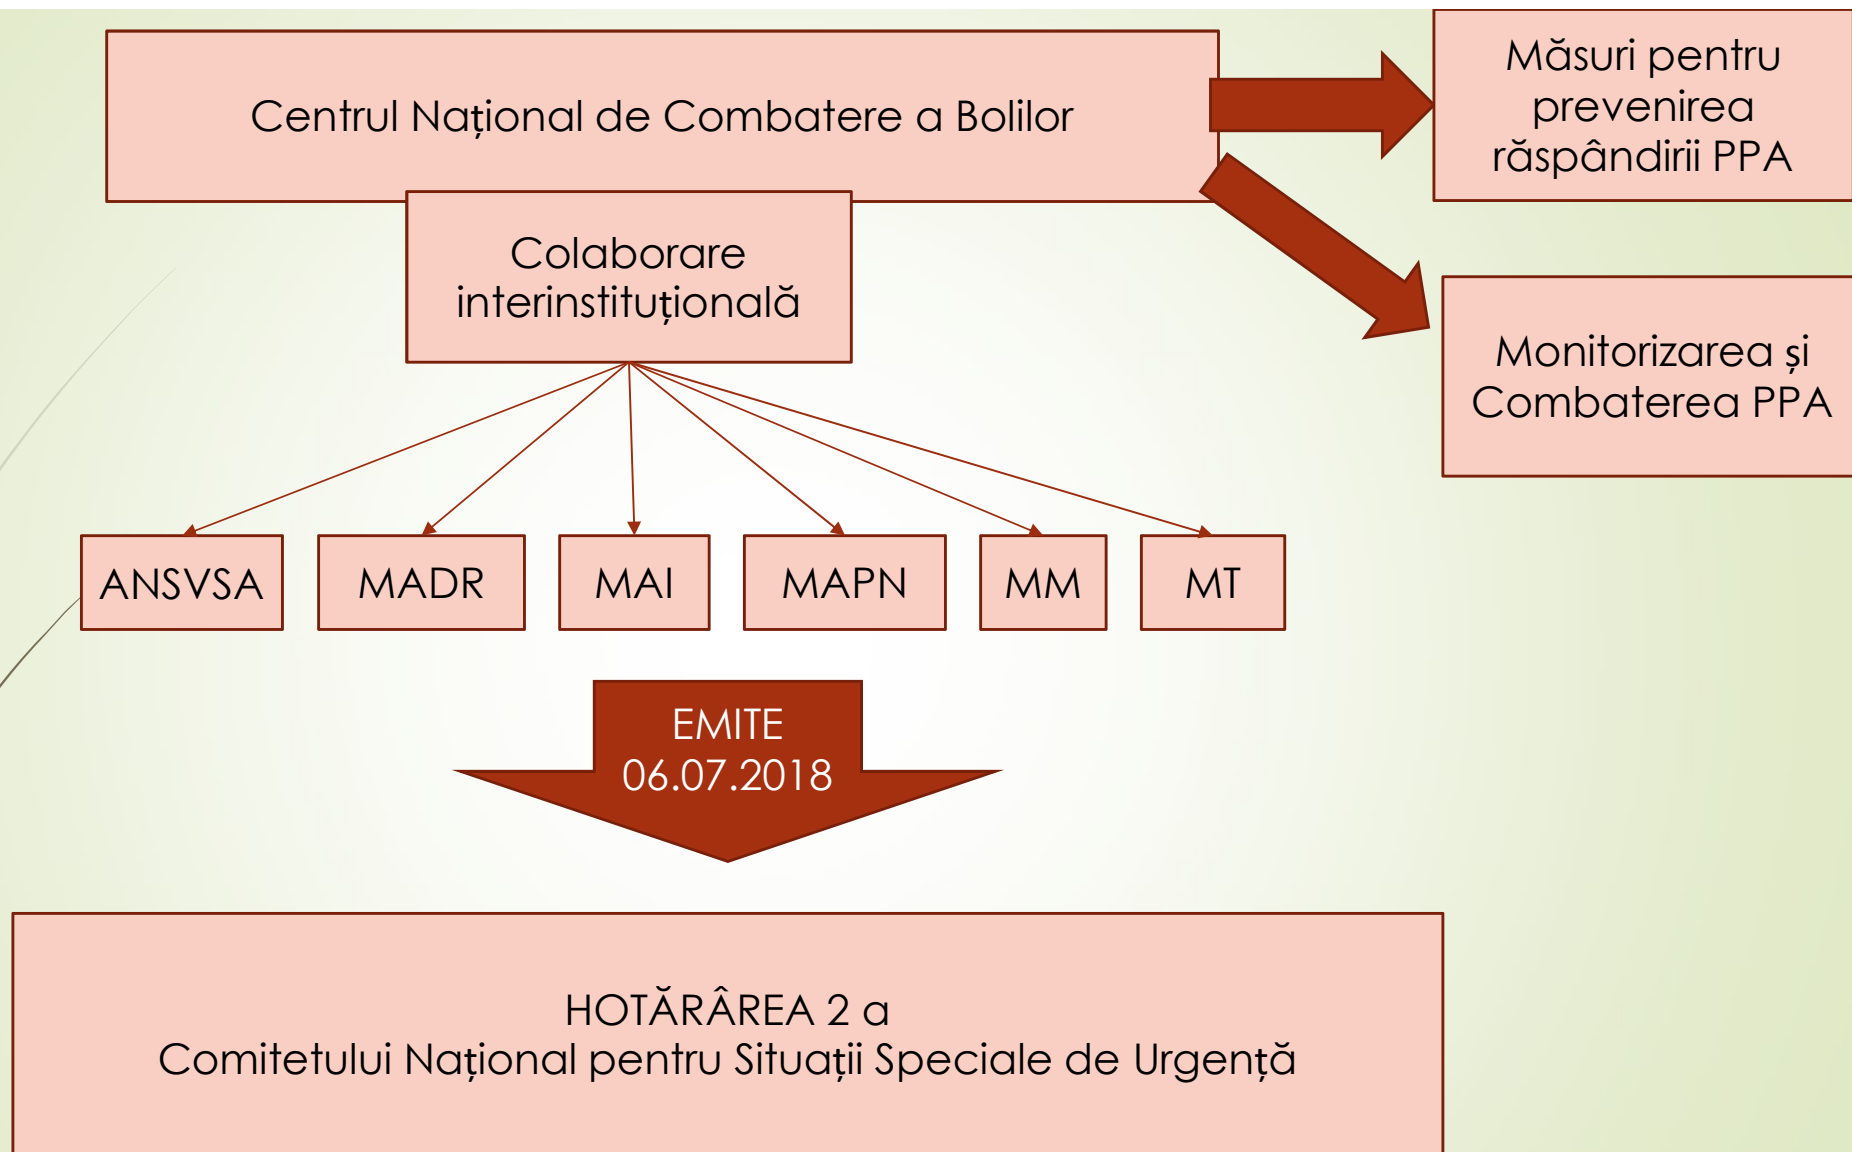 Centrul Național de Combatere a Bolilor
Măsuri pentru
prevenirea
răspândirii PPA
Colaborare
interinstituțională
Monitorizarea și
Combaterea PPA
ANSVSA
MADR
MAI
MAPN
MM
MT
EMITE
06.07.2018
HOTĂRÂREA 2 a
Comitetului Național pentru Situații Speciale de Urgență